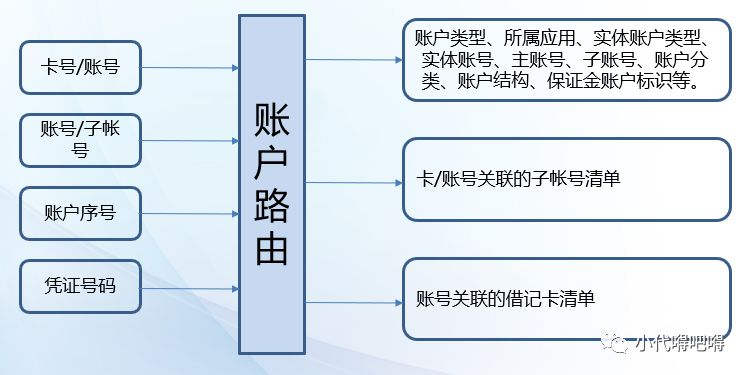 卡号/账号
账号/子帐
号
账户序号
凭证号码
账户路由
账户类型、所属应用、实体账户类型、
实体账号、主账号、子账号、账户分
类、账户结构、保证金账户标识等。
卡/账号关联的子帐号清单
账号关联的借记卡清单
小代嘚吧嘚